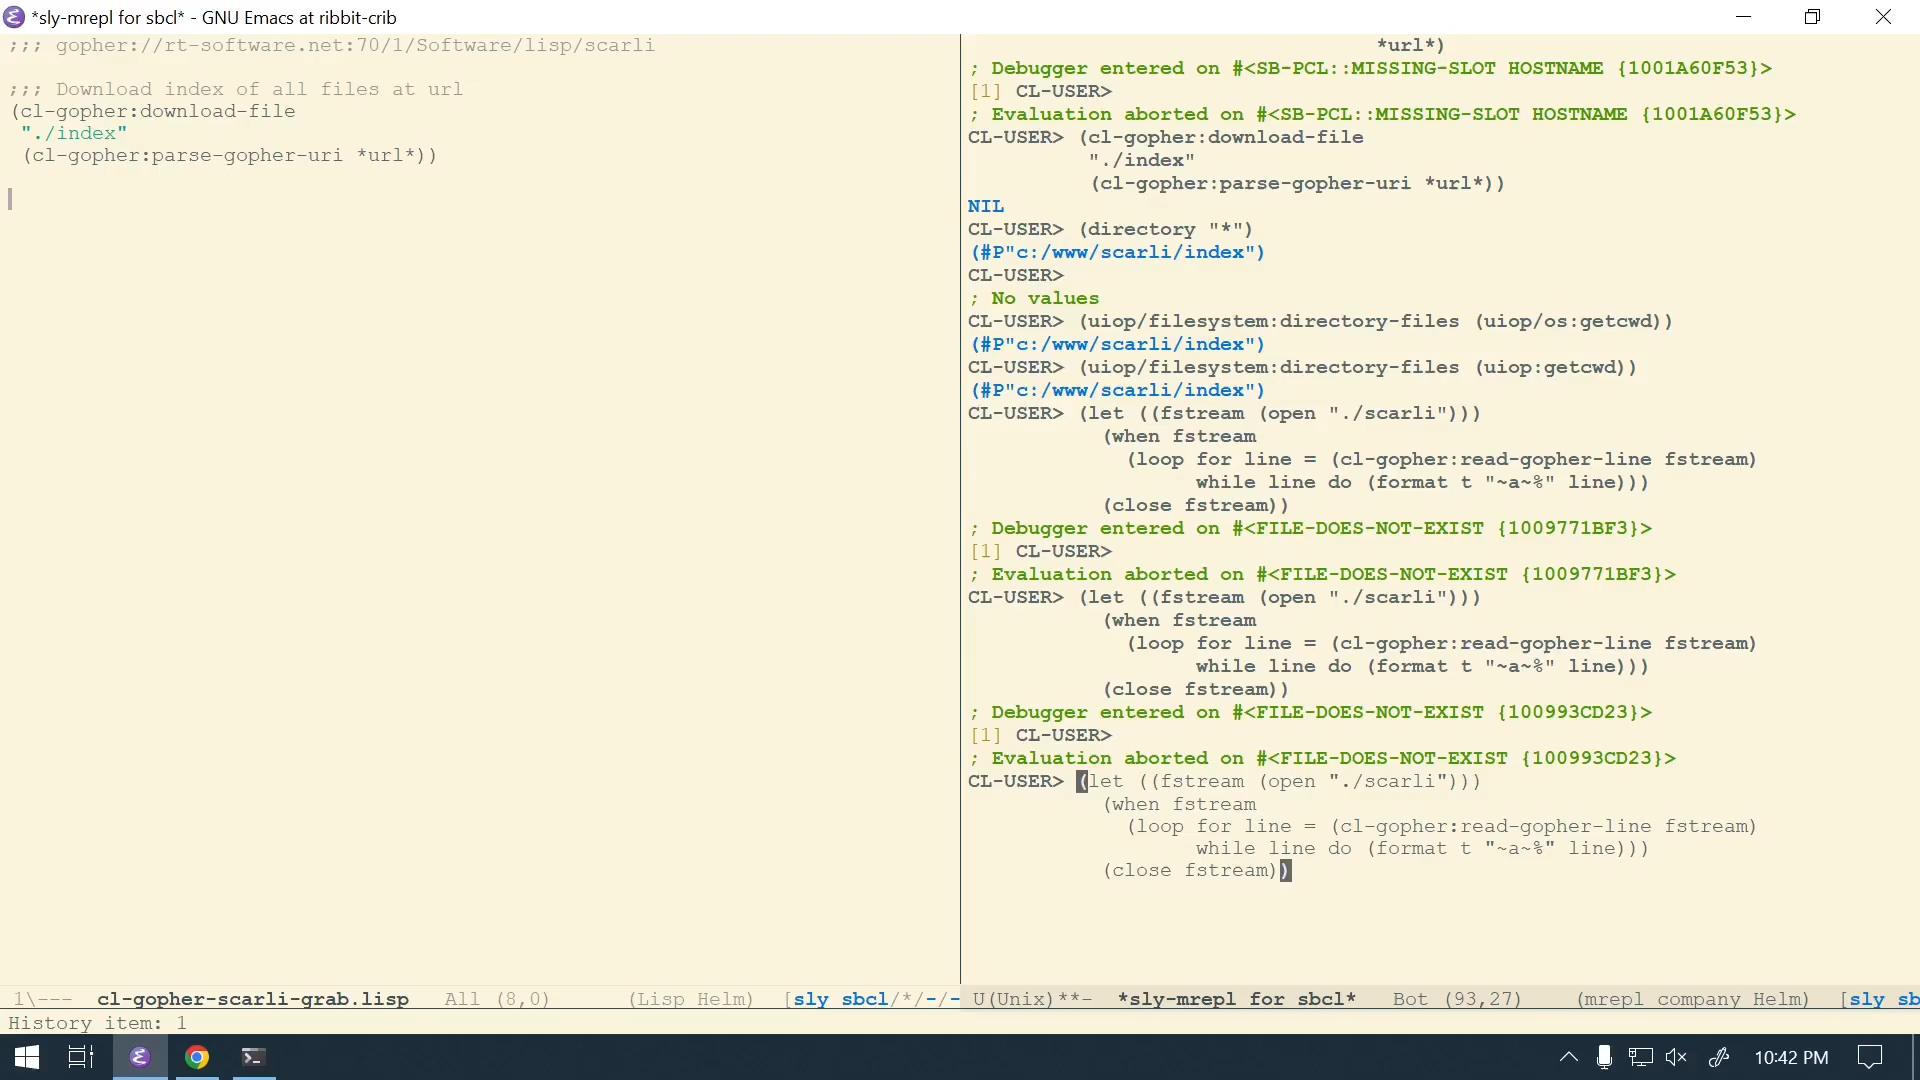 *sly-mrepl for sbcl* - GNU Emacs at ribbit-crib
;;; gopher://rt-software.net:70/1/Software/lisp/scarli
;;; Download index of all files at url
(cl-gopher:download-file
"./index"
(cl-gopher:parse-gopher-uri *url*))
*url*)
; Debugger entered on #<SB-PCL::MISSING-SLOT HOSTNAME {1001A60F53}>
[1] CL-USER>
; Evaluation aborted on #<SB-PCL::MISSING-SLOT HOSTNAME {1001A60F53}>
CL-USER> (cl-gopher:download-file
"./index"
(cl-gopher:parse-gopher-uri *url*))
NIL
CL-USER> (directory "*")
(#P"c:/www/scarli/index")
CL-USER>
; No values
CL-USER> (uiop/filesystem:directory-files (uiop/os:getcwd))
(#P"c:/www/scarli/index")
CL-USER> (uiop/filesystem:directory-files (uiop:getcwd))
(#P"c:/www/scarli/index")
CL-USER> (let ((fstream (open "./scarli")))
(when fstream
(loop for line = (cl-gopher:read-gopher-line fstream)
while line do (format t "~a~%" line)))
(close fstream))
; Debugger entered on #<FILE-DOES-NOT-EXIST {1009771BF3}>
[1] CL-USER>
; Evaluation aborted on #<FILE-DOES-NOT-EXIST {1009771BF3}>
CL-USER> (let ((fstream (open "./scarli")))
(when fstream
(loop for line = (cl-gopher:read-gopher-line fstream)
while line do (format t "~a~%" line)))
(close fstream))
; Debugger entered on #<FILE-DOES-NOT-EXIST {100993CD23}>
[1] CL-USER>
; Evaluation aborted on #<FILE-DOES-NOT-EXIST {100993CD23}>
CL-USER> (let ((fstream (open "./scarli")))
(when fstream
(loop for line = (cl-gopher:read-gopher-line fstream)
while line do (format t "~a~%" line)))
(close fstream))
1\--- cl-gopher-scarli-grab.lisp All (8,0) (Lisp Helm) [sly sbcl/*/-/-
U(Unix)**- *sly-mrepl for sbcl* Bot (93,27) (mrepl company Helm) [sly sb
History item: 1
10:42 PM